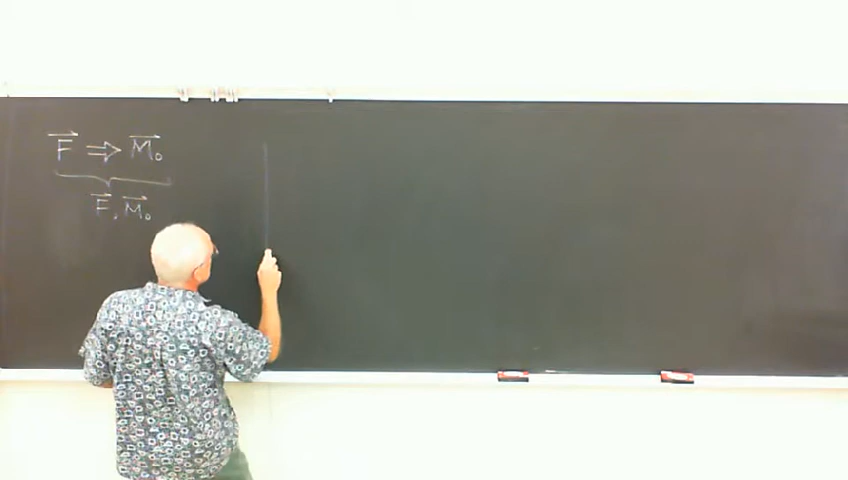 F⃗ ⇒ M⃗₀
F⃗, M⃗₀